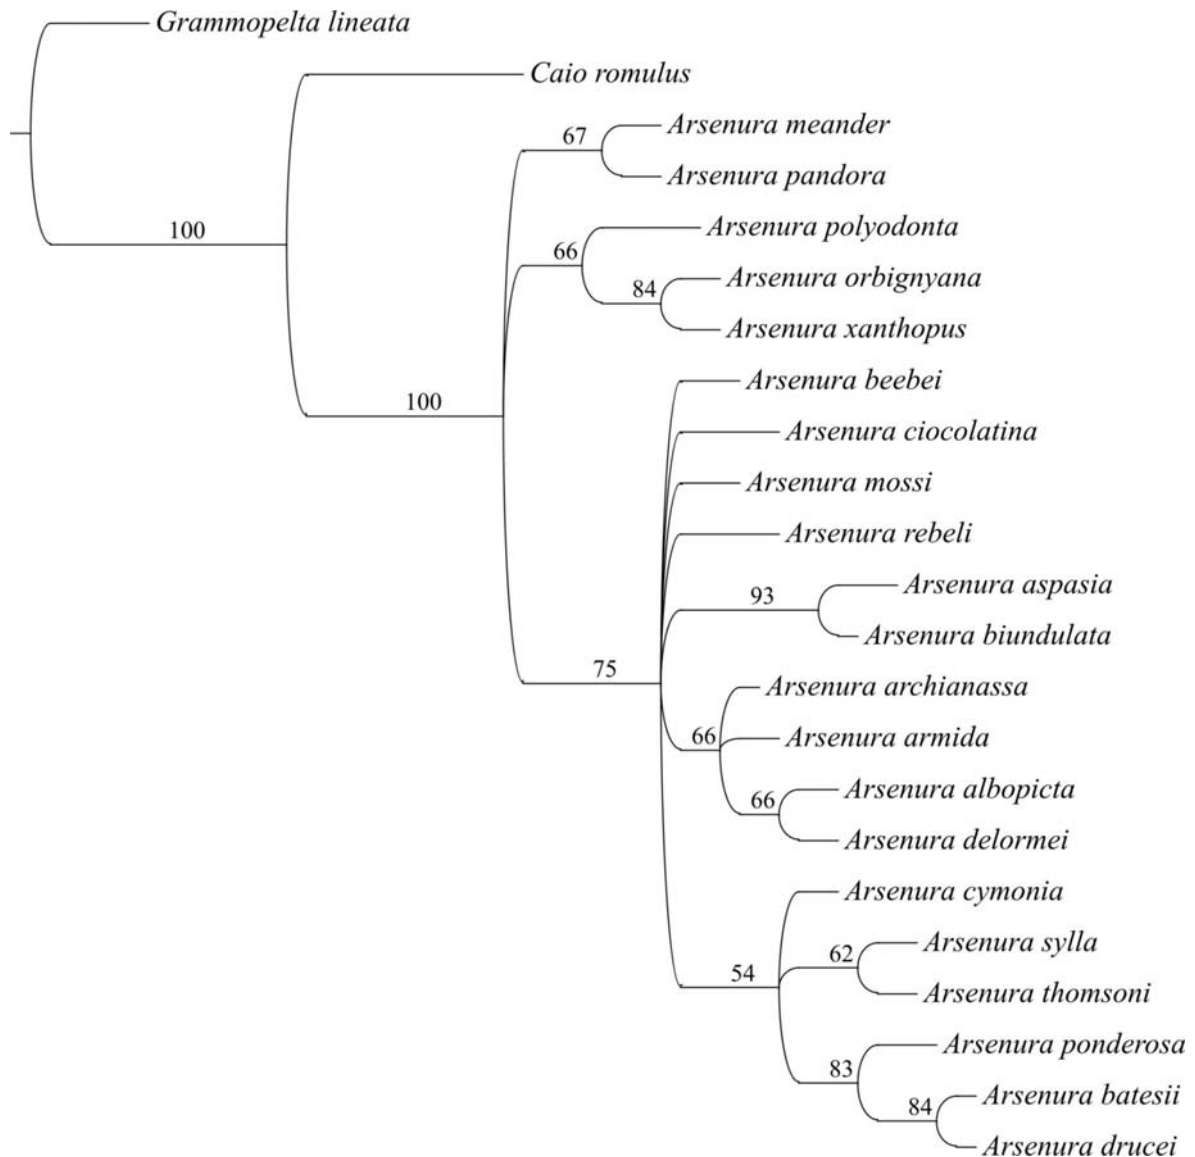 Grammopelta lineata
Caio romulus
Arsenura meander
67
Arsenura pandora
Arsenura polyodonta
100
66
Arsenura orbignyana
84
Arsenura xanthopus
Arsenura beebei
100
Arsenura ciocolatina
Arsenura mossi
Arsenura rebeli
Arsenura aspasia
93
Arsenura biundulata
75
Arsenura archianassa
66
Arsenura armida
Arsenura albopicta
66
Arsenura delormei
Arsenura cymonia
Arsenura sylla
62
54
Arsenura thomsoni
Arsenura ponderosa
83
Arsenura batesii
84
Arsenura drucei